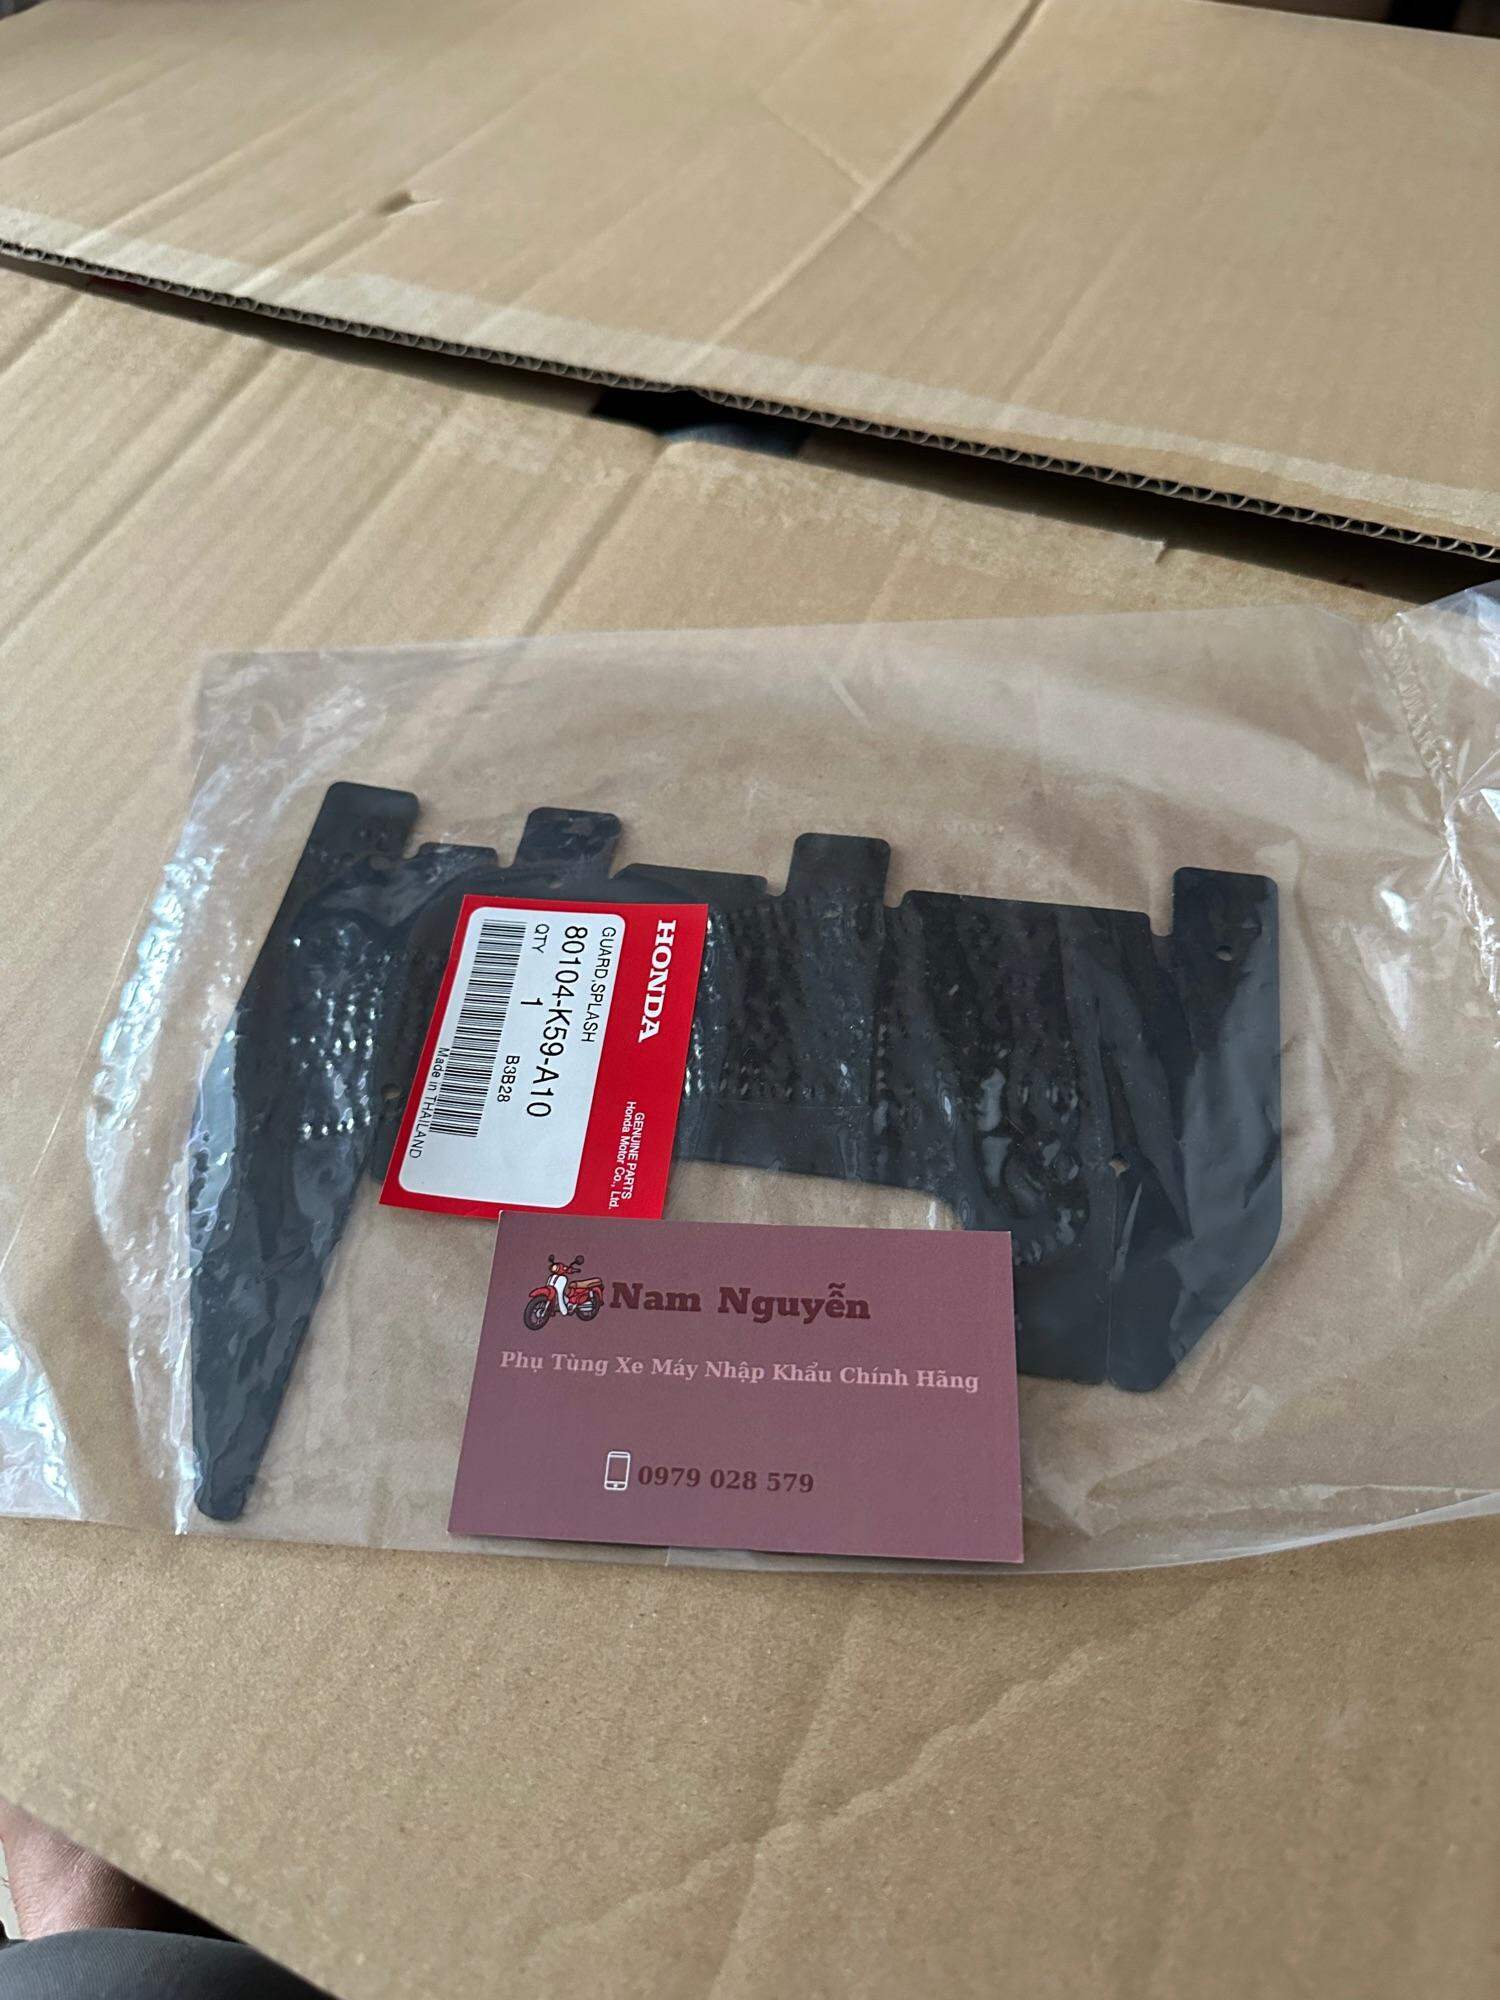 HONDA
GENUINE PARTS
Honda Motor Co., Ltd.
GUARD,SPLASH
80104-K59-A10
QTY 1 B3B28
Made in THAILAND
Nam Nguyễn
Phụ Tùng Xe Máy Nhập Khẩu Chính Hãng
0979 028 579